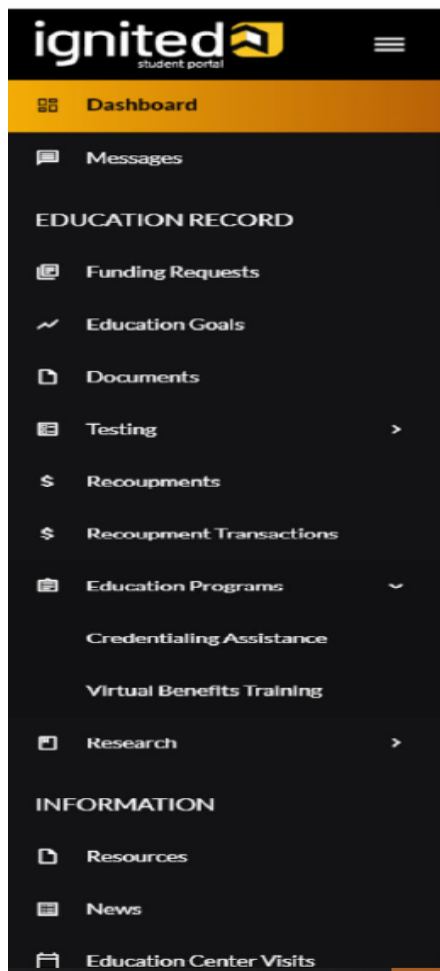 ignited
student portal
Dashboard
Messages
EDUCATION RECORD
Funding Requests
Education Goals
Documents
Testing
Recoupments
Recoupment Transactions
Education Programs
Credentialing Assistance
Virtual Benefits Training
Research
INFORMATION
Resources
News
Education Center Visits